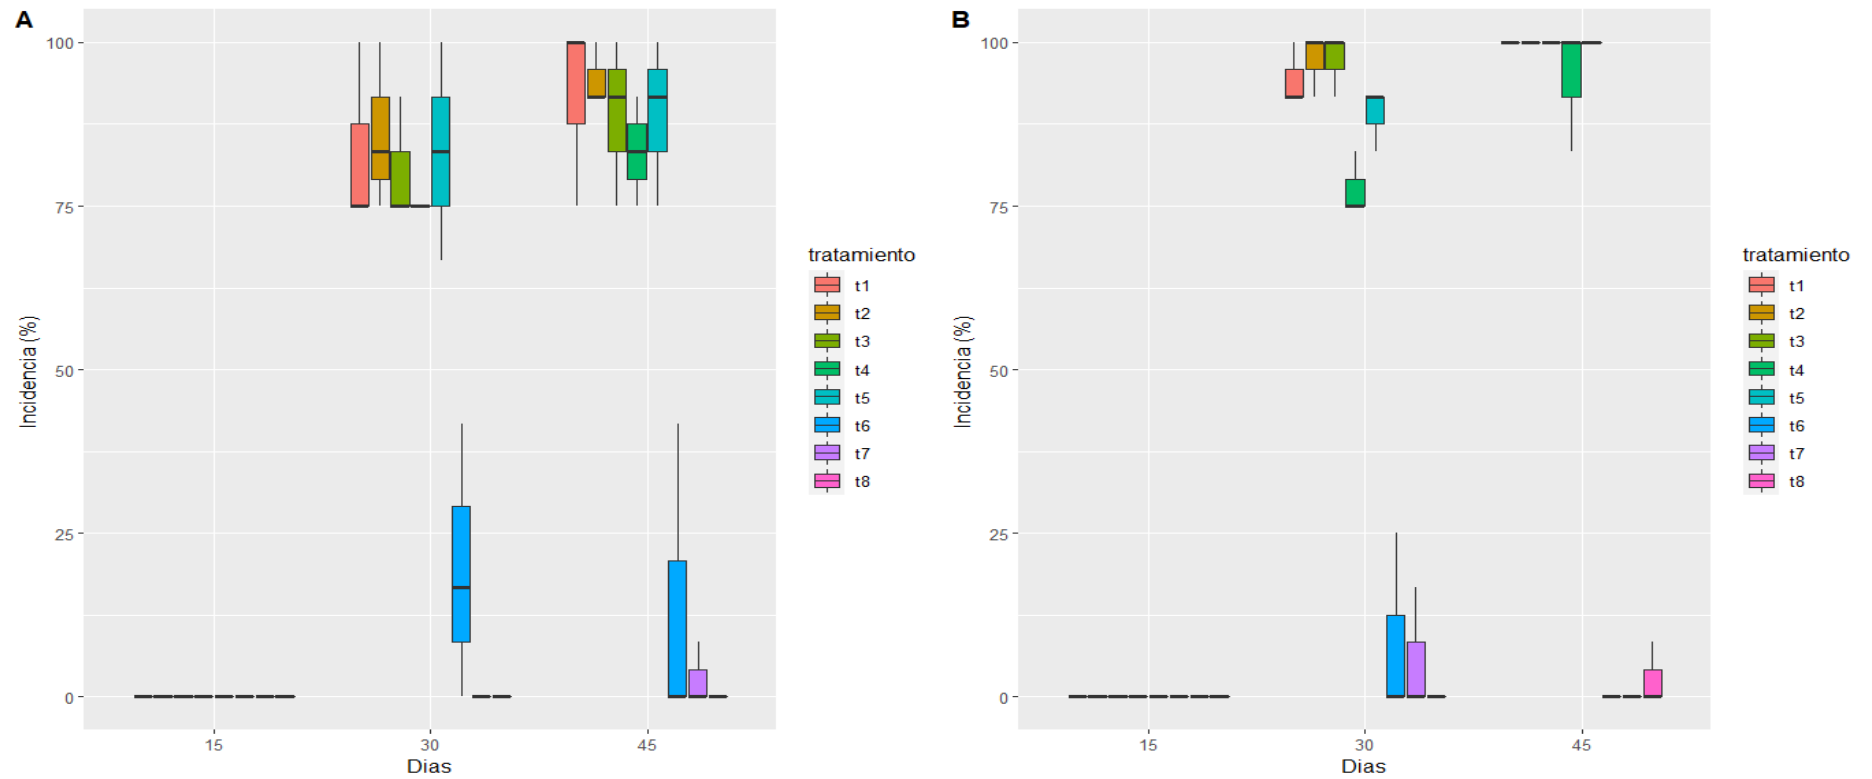 A
Incidencia (%)
100
75
50
25
0
15 30 45
Dias
tratamiento
t1
t2
t3
t4
t5
t6
t7
t8
B
Incidencia (%)
100
75
50
25
0
15 30 45
Dias
tratamiento
t1
t2
t3
t4
t5
t6
t7
t8